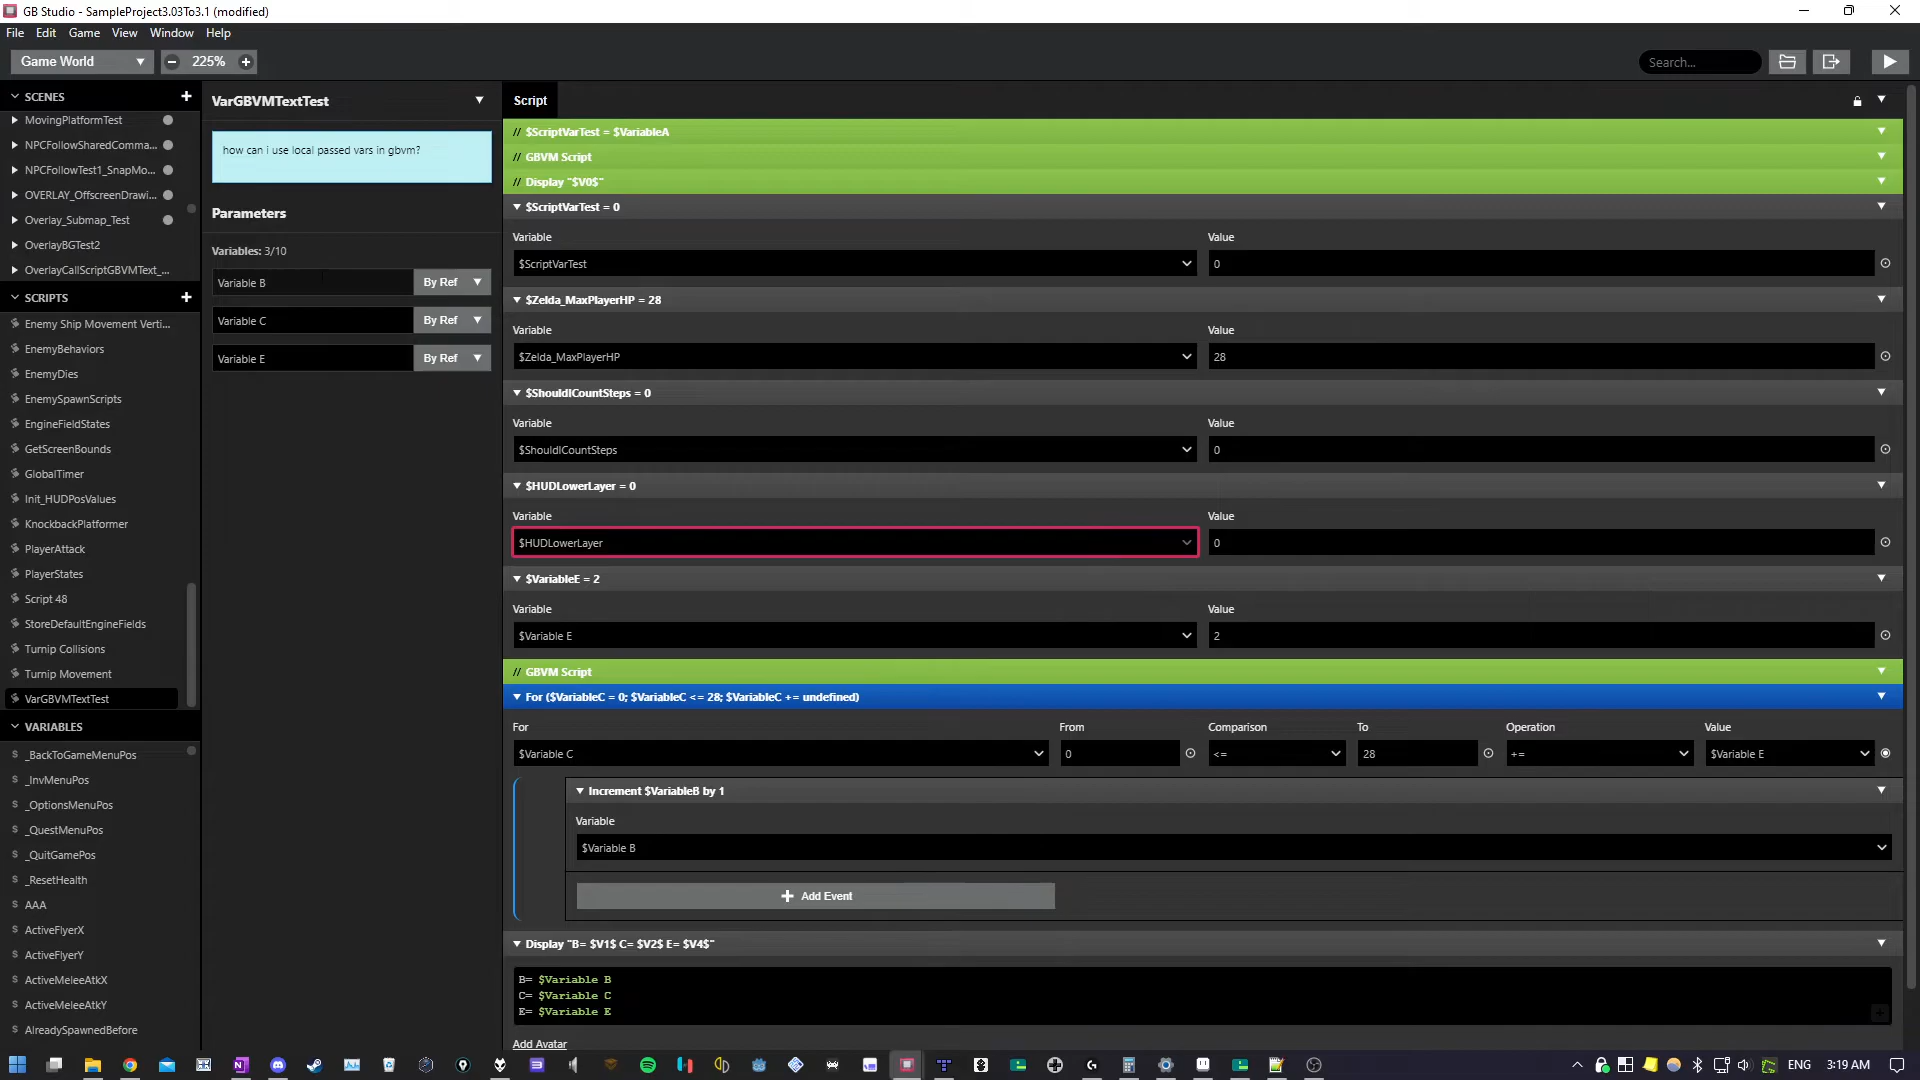 GB Studio - SampleProject3.03To3.1 (modified)
File Edit Game View Window Help
Game World
225%
Search...
SCENES
MovingPlatformTest
NPCFollowSharedComma...
NPCFollowTest1_SnapMo...
OVERLAY_OffscreenDrawi...
Overlay_Submap_Test
OverlayBGTest2
OverlayCallScriptGBVMText_...
SCRIPTS
Enemy Ship Movement Verti...
EnemyBehaviors
EnemyDies
EnemySpawnScripts
EngineFieldStates
GetScreenBounds
GlobalTimer
Init_HUDPosValues
KnockbackPlatformer
PlayerAttack
PlayerStates
Script 48
StoreDefaultEngineFields
Turnip Collisions
Turnip Movement
VarGBVMTextTest
VARIABLES
$ _BackToGameMenuPos
$ _InvMenuPos
$ _OptionsMenuPos
$ _QuestMenuPos
$ _QuitGamePos
$ _ResetHealth
$ AAA
$ ActiveFlyerX
$ ActiveFlyerY
$ ActiveMeleeAtkX
$ ActiveMeleeAtkY
$ AlreadySpawnedBefore
VarGBVMTextTest
how can i use local passed vars in gbvm?
Parameters
Variables: 3/10
Variable B By Ref
Variable C By Ref
Variable E By Ref
Script
// $ScriptVarTest = $VariableA
// GBVM Script
// Display "$V0$"
$ScriptVarTest = 0
Variable Value
$ScriptVarTest 0
$Zelda_MaxPlayerHP = 28
Variable Value
$Zelda_MaxPlayerHP 28
$ShouldICountSteps = 0
Variable Value
$ShouldICountSteps 0
$HUDLowerLayer = 0
Variable Value
$HUDLowerLayer 0
$VariableE = 2
Variable Value
$Variable E 2
// GBVM Script
For ($VariableC = 0; $VariableC <= 28; $VariableC += undefined)
For From Comparison To Operation Value
$Variable C 0 <= 28 += $Variable E
Increment $VariableB by 1
Variable
$Variable B
+ Add Event
Display "B= $V1$ C= $V2$ E= $V4$"
B= $Variable B
C= $Variable C
E= $Variable E
Add Avatar
ENG 3:19 AM